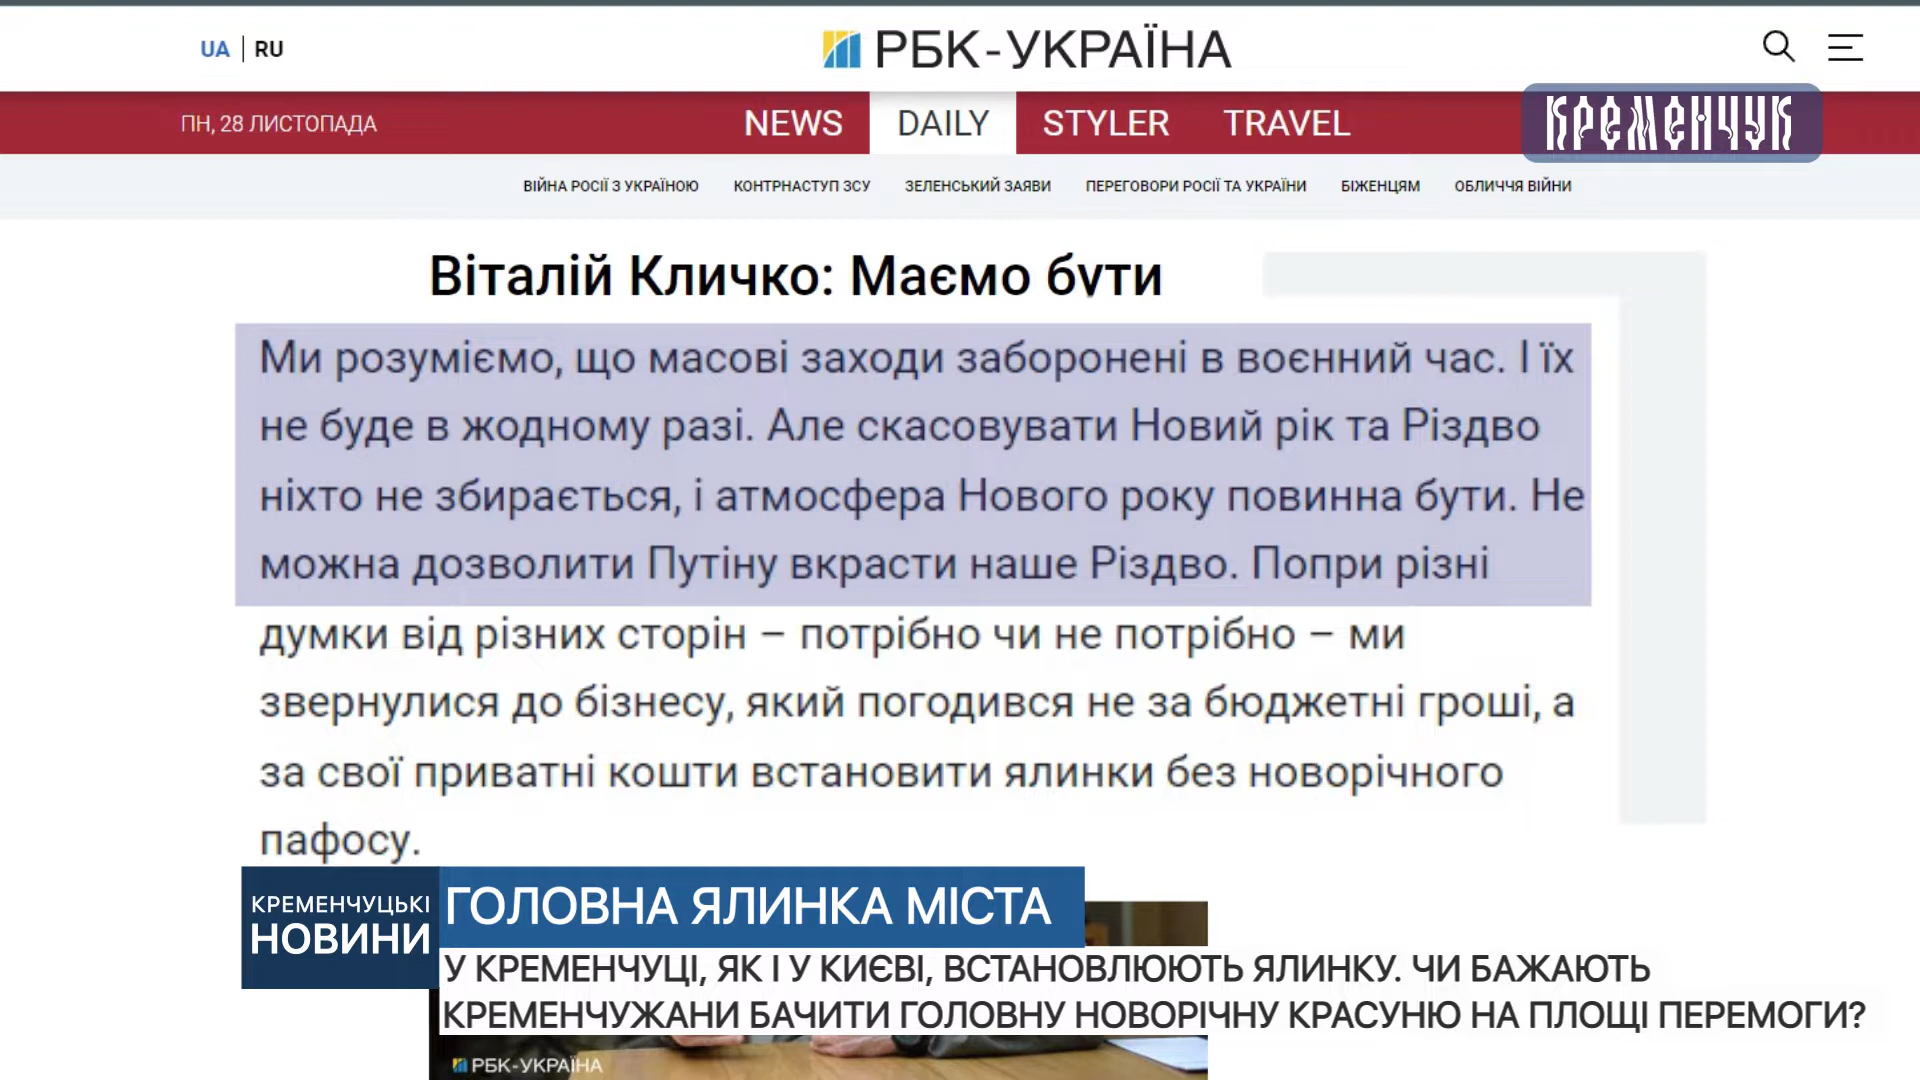 UA | RU
РБК-УКРАЇНА
ПН, 28 ЛИСТОПАДА
NEWS DAILY STYLER TRAVEL
КРЕМЕНЧУК
ВІЙНА РОСІЇ З УКРАЇНОЮ КОНТРНАСТУП ЗСУ ЗЕЛЕНСЬКИЙ ЗАЯВИ ПЕРЕГОВОРИ РОСІЇ ТА УКРАЇНИ БІЖЕНЦЯМ ОБЛИЧЧЯ ВІЙНИ
Віталій Кличко: Маємо бути
Ми розуміємо, що масові заходи заборонені в воєнний час. І їх
не буде в жодному разі. Але скасовувати Новий рік та Різдво
ніхто не збирається, і атмосфера Нового року повинна бути. Не
можна дозволити Путіну вкрасти наше Різдво. Попри різні
думки від різних сторін – потрібно чи не потрібно – ми
звернулися до бізнесу, який погодився не за бюджетні гроші, а
за свої приватні кошти встановити ялинки без новорічного
пафосу.
КРЕМЕНЧУЦЬКІ
НОВИНИ
ГОЛОВНА ЯЛИНКА МІСТА
У КРЕМЕНЧУЦІ, ЯК І У КИЄВІ, ВСТАНОВЛЮЮТЬ ЯЛИНКУ. ЧИ БАЖАЮТЬ
КРЕМЕНЧУЖАНИ БАЧИТИ ГОЛОВНУ НОВОРІЧНУ КРАСУНЮ НА ПЛОЩІ ПЕРЕМОГИ?
РБК-УКРАЇНА